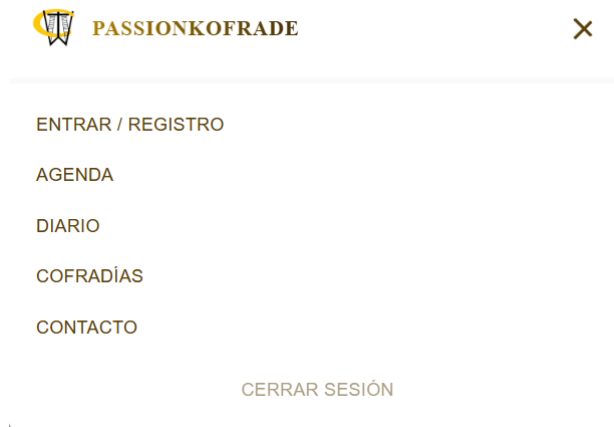 PASSIONKOFRADE
ENTRAR / REGISTRO
AGENDA
DIARIO
COFRADÍAS
CONTACTO
CERRAR SESIÓN